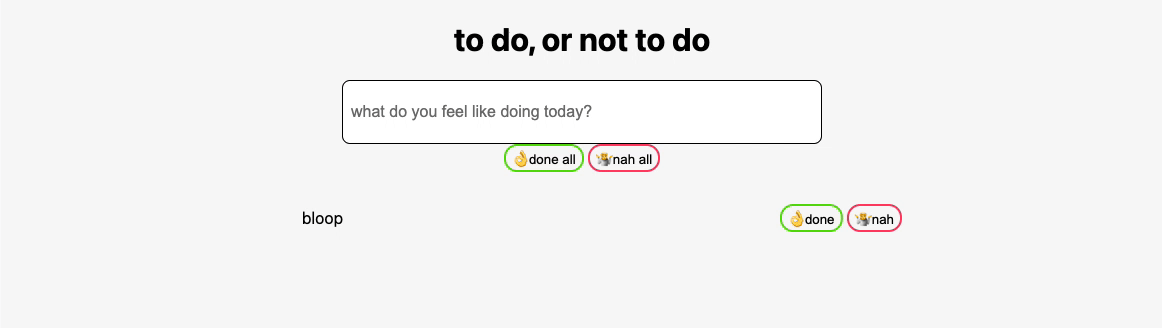 to do, or not to do
what do you feel like doing today?
👌done all 🤷nah all
bloop 👌done 🤷nah